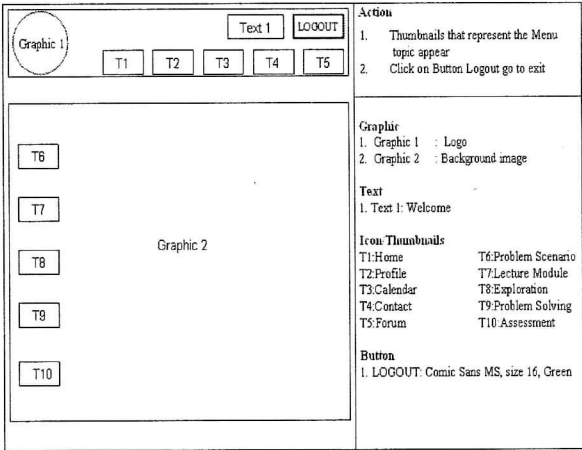 Graphic 1
Text 1
LOGOUT
T1
T2
T3
T4
T5
T6
T7
T8
T9
T10
Graphic 2
Action
1. Thumbnails that represent the Menu
topic appear
2. Click on Button Logout go to exit
Graphic
1. Graphic 1 : Logo
2. Graphic 2 : Background image
Text
1. Text 1: Welcome
Icon-Thumbnails
T1:Home T6:Problem Scenario
T2:Profile T7:Lecture Module
T3:Calendar T8:Exploration
T4:Contact T9:Problem Solving
T5:Forum T10:Assessment
Button
1. LOGOUT: Comic Sans MS, size 16, Green